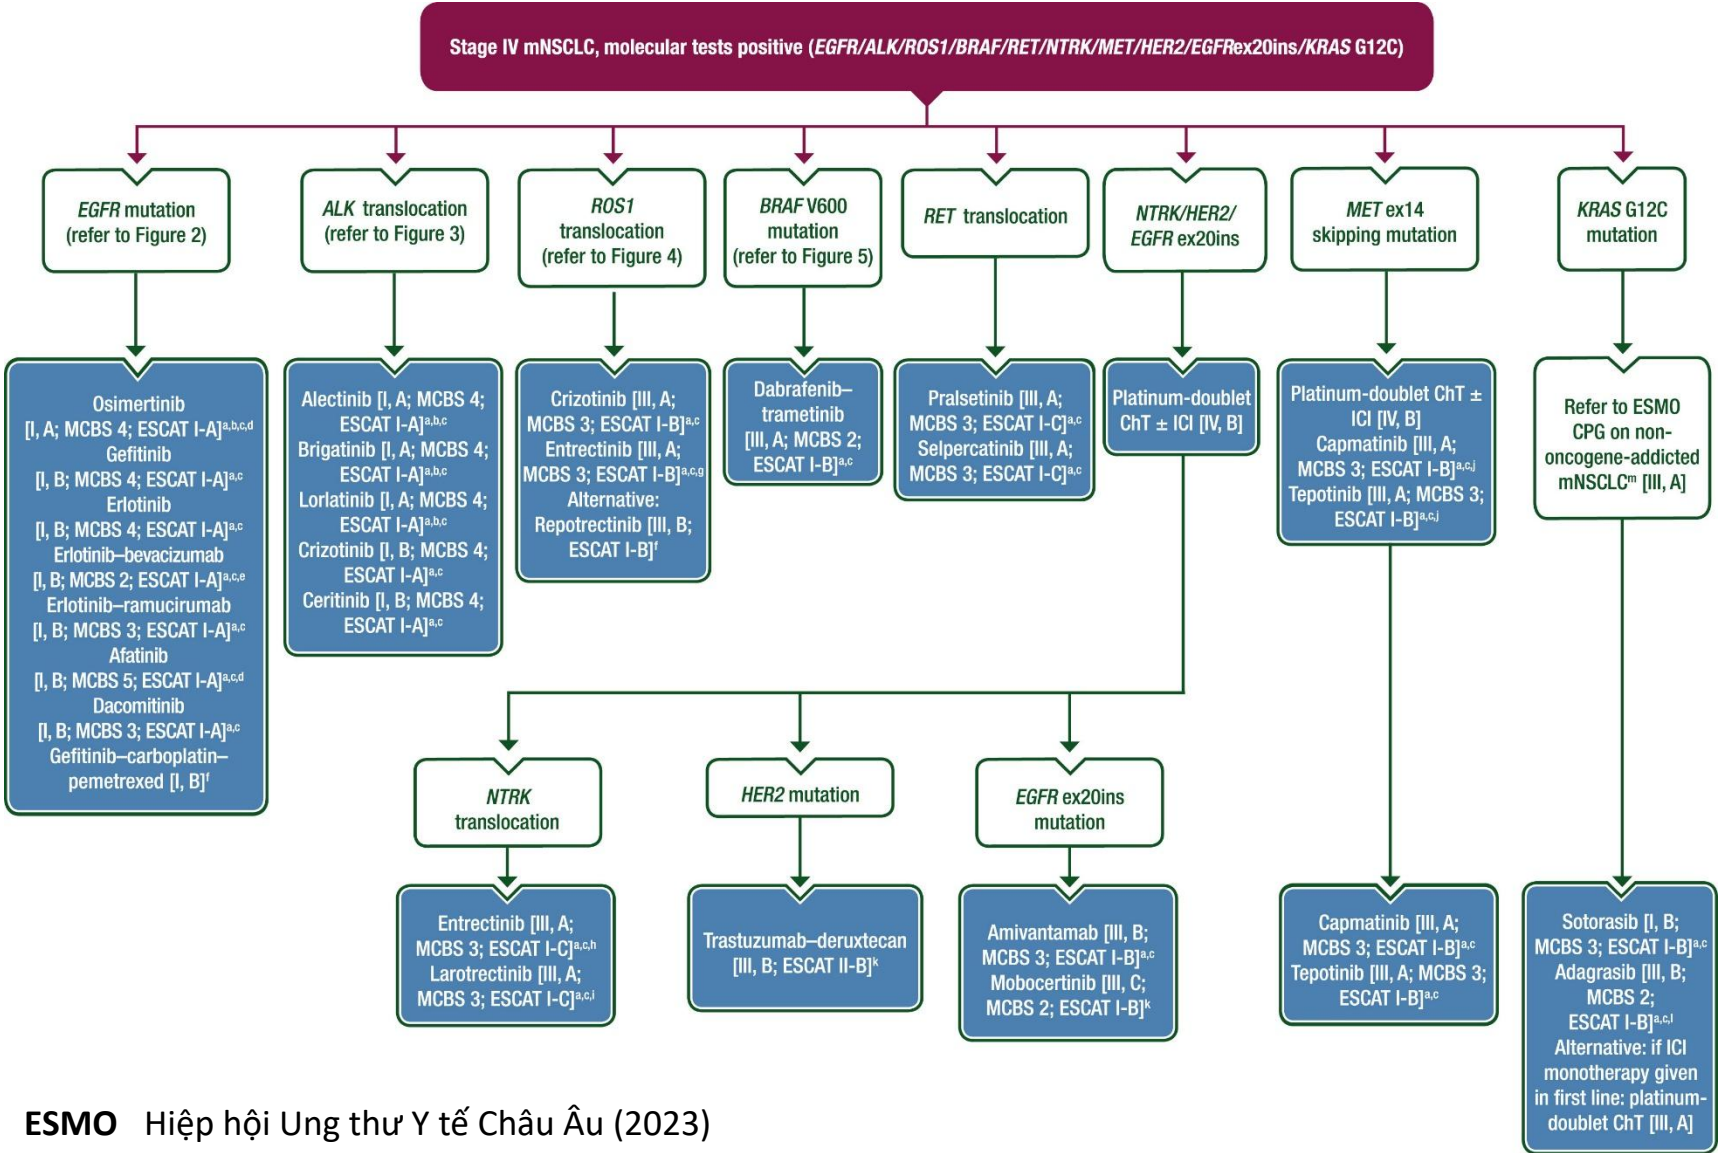 Stage IV mNSCLC, molecular tests positive (EGFR/ALK/ROS1/BRAF/RET/NTRK/MET/HER2/EGFRex20ins/KRAS G12C)
EGFR mutation
(refer to Figure 2)
ALK translocation
(refer to Figure 3)
ROS1
translocation
(refer to Figure 4)
BRAF V600
mutation
(refer to Figure 5)
RET translocation
NTRK/HER2/
EGFR ex20ins
MET ex14
skipping mutation
KRAS G12C
mutation
Osimertinib
[I, A; MCBS 4; ESCAT I-A]a,b,c,d
Gefitinib
[I, B; MCBS 4; ESCAT I-A]a,c
Erlotinib
[I, B; MCBS 4; ESCAT I-A]a,c
Erlotinib–bevacizumab
[I, B; MCBS 2; ESCAT I-A]a,c,e
Erlotinib–ramucirumab
[I, B; MCBS 3; ESCAT I-A]a,c
Afatinib
[I, B; MCBS 5; ESCAT I-A]a,c,d
Dacomitinib
[I, B; MCBS 3; ESCAT I-A]a,c
Gefitinib–carboplatin–
pemetrexed [I, B]f
Alectinib [I, A; MCBS 4;
ESCAT I-A]a,b,c
Brigatinib [I, A; MCBS 4;
ESCAT I-A]a,b,c
Lorlatinib [I, A; MCBS 4;
ESCAT I-A]a,b,c
Crizotinib [I, B; MCBS 4;
ESCAT I-A]a,c
Ceritinib [I, B; MCBS 4;
ESCAT I-A]a,c
Crizotinib [III, A;
MCBS 3; ESCAT I-B]a,c
Entrectinib [III, A;
MCBS 3; ESCAT I-B]a,c,g
Alternative:
Repotrectinib [III, B;
ESCAT I-B]f
Dabrafenib–
trametinib
[III, A; MCBS 2;
ESCAT I-B]a,c
Pralsetinib [III, A;
MCBS 3; ESCAT I-C]a,c
Selpercatinib [III, A;
MCBS 3; ESCAT I-C]a,c
Platinum-doublet
ChT ± ICI [IV, B]
Platinum-doublet ChT ±
ICI [IV, B]
Capmatinib [III, A;
MCBS 3; ESCAT I-B]a,c,j
Tepotinib [III, A; MCBS 3;
ESCAT I-B]a,c,j
Refer to ESMO
CPG on non-
oncogene-addicted
mNSCLCm [III, A]
NTRK
translocation
HER2 mutation
EGFR ex20ins
mutation
Entrectinib [III, A;
MCBS 3; ESCAT I-C]a,c,h
Larotrectinib [III, A;
MCBS 3; ESCAT I-C]a,c,i
Trastuzumab–deruxtecan
[III, B; ESCAT II-B]k
Amivantamab [III, B;
MCBS 3; ESCAT I-B]a,c
Mobocertinib [III, C;
MCBS 2; ESCAT I-B]k
Capmatinib [III, A;
MCBS 3; ESCAT I-B]a,c
Tepotinib [III, A; MCBS 3;
ESCAT I-B]a,c
Sotorasib [I, B;
MCBS 3; ESCAT I-B]a,c
Adagrasib [III, B;
MCBS 2;
ESCAT I-B]a,c,l
Alternative: if ICI
monotherapy given
in first line: platinum-
doublet ChT [III, A]
ESMO Hiệp hội Ung thư Y tế Châu Âu (2023)